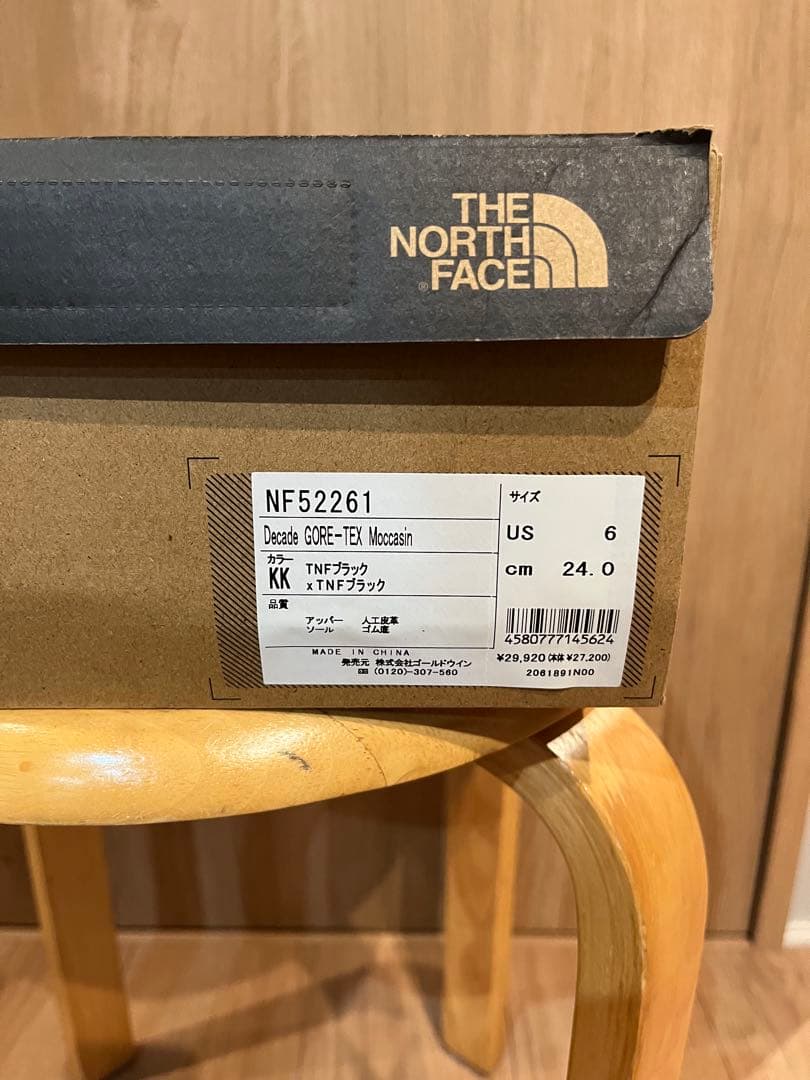 THE
NORTH
FACE
®
NF52261
Decade GORE-TEX Moccasin
カラー
KK TNFブラック
xTNFブラック
品質
アッパー 人工皮革
ソール ゴム底
MADE IN CHINA
発売元 株式会社ゴールドウイン
(0120)-307-560
サイズ
US 6
cm 24.0
4580777145624
¥29,920(本体¥27,200)
2061891N00